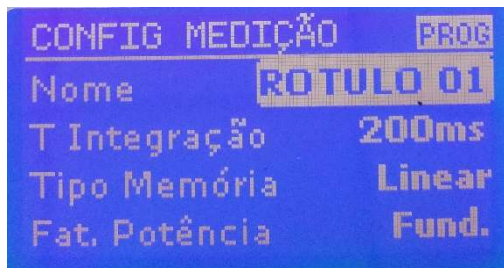 CONFIG MEDIÇÃO PROG
Nome ROTULO 01
T Integração 200ms
Tipo Memória Linear
Fat. Potência Fund.